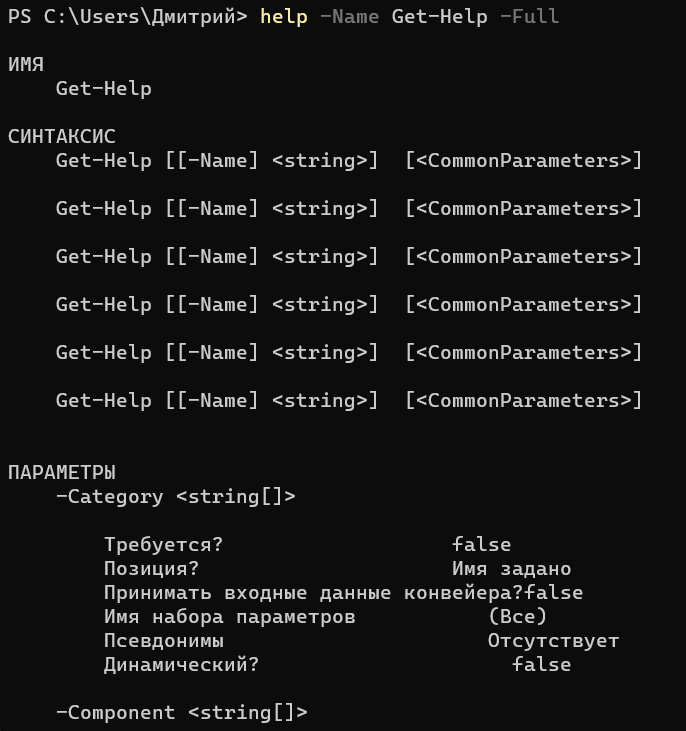 PS C:\Users\Дмитрий> help -Name Get-Help -Full
ИМЯ
Get-Help
СИНТАКСИС
Get-Help [[-Name] <string>]  [<CommonParameters>]
Get-Help [[-Name] <string>]  [<CommonParameters>]
Get-Help [[-Name] <string>]  [<CommonParameters>]
Get-Help [[-Name] <string>]  [<CommonParameters>]
Get-Help [[-Name] <string>]  [<CommonParameters>]
Get-Help [[-Name] <string>]  [<CommonParameters>]
ПАРАМЕТРЫ
-Category <string[]>
Требуется? false
Позиция? Имя задано
Принимать входные данные конвейера?false
Имя набора параметров (Все)
Псевдонимы Отсутствует
Динамический? false
-Component <string[]>